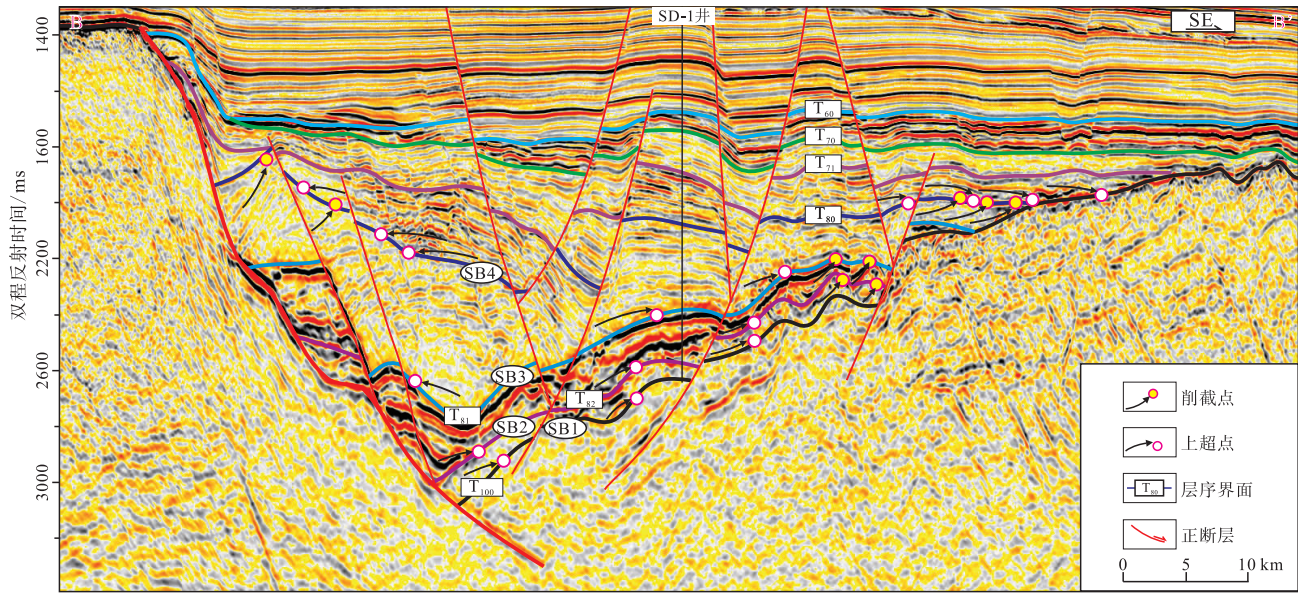 B
SD-1井
SE
B'
1400
1600
2200
2600
3000
双程反射时间/ms
T60
T70
T71
T80
SB4
SB3
T81
T82
SB2
SB1
T100
削截点
上超点
T80
层序界面
正断层
0 5 10 km